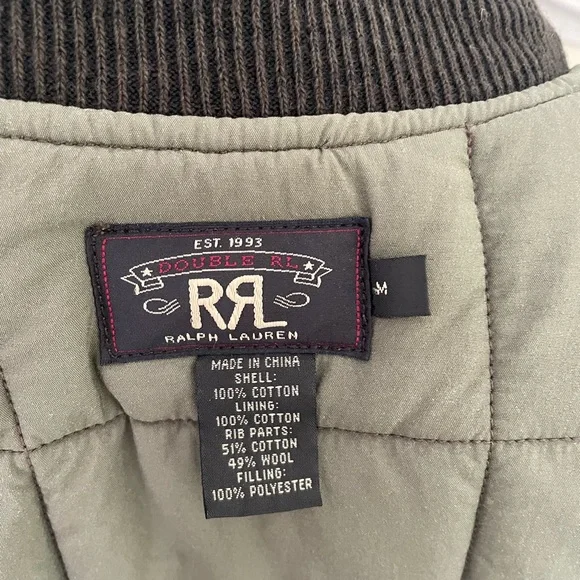 EST. 1993
DOUBLE RL
RRL
RALPH LAUREN
M
MADE IN CHINA
SHELL:
100% COTTON
LINING:
100% COTTON
RIB PARTS:
51% COTTON
49% WOOL
FILLING:
100% POLYESTER